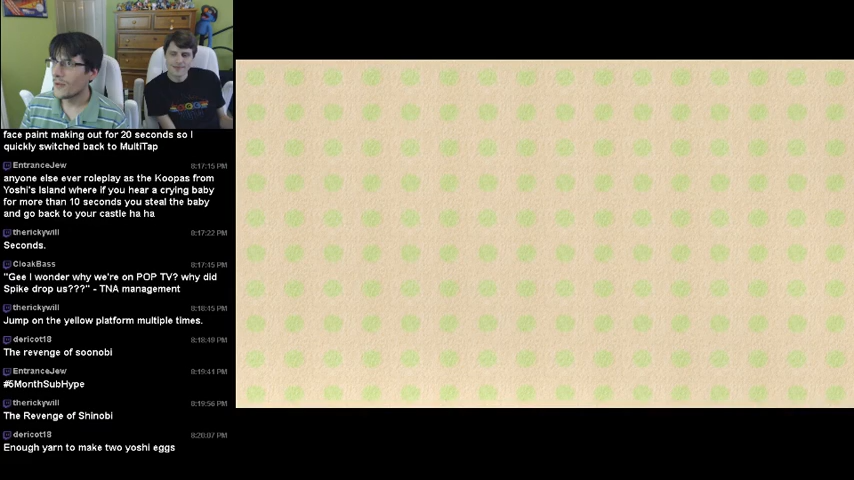 face paint making out for 20 seconds so I
quickly switched back to MultiTap
EntranceJew 8:17:15 PM
anyone else ever roleplay as the Koopas from
Yoshi's Island where if you hear a crying baby
for more than 10 seconds you steal the baby
and go back to your castle ha ha
therickywill 8:17:22 PM
Seconds.
CloakBass 8:17:45 PM
"Gee I wonder why we're on POP TV? why did
Spike drop us???" - TNA management
therickywill 8:18:45 PM
Jump on the yellow platform multiple times.
dericot18 8:18:49 PM
The revenge of soonobi
EntranceJew 8:19:41 PM
#5MonthSubHype
therickywill 8:19:56 PM
The Revenge of Shinobi
dericot18 8:20:07 PM
Enough yarn to make two yoshi eggs